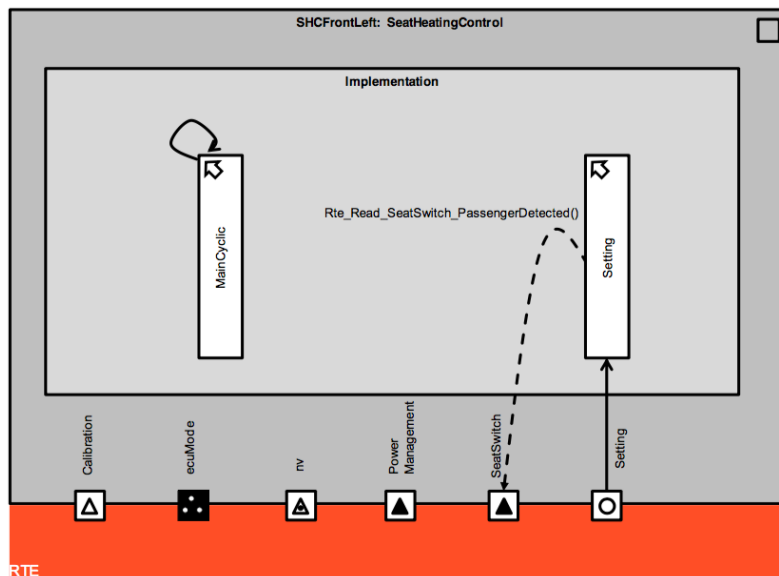 SHCFrontLeft: SeatHeatingControl
Implementation
MainCyclic
Rte_Read_SeatSwitch_PassengerDetected()
Setting
Calibration
ecuMode
nv
Power
Management
SeatSwitch
Setting
RTE